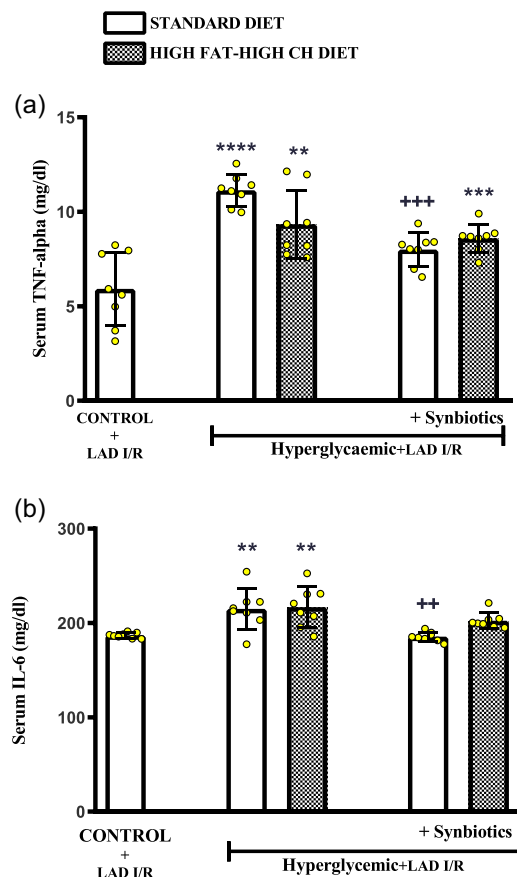 STANDARD DIET
HIGH FAT-HIGH CH DIET
(a)
Serum TNF-alpha (mg/dl)
15
10
5
0
****
**
+++
***
CONTROL
+
LAD I/R
+ Synbiotics
Hyperglycaemic+LAD I/R
(b)
Serum IL-6 (mg/dl)
300
200
100
0
**
**
++
CONTROL
+
LAD I/R
+ Synbiotics
Hyperglycemic+LAD I/R